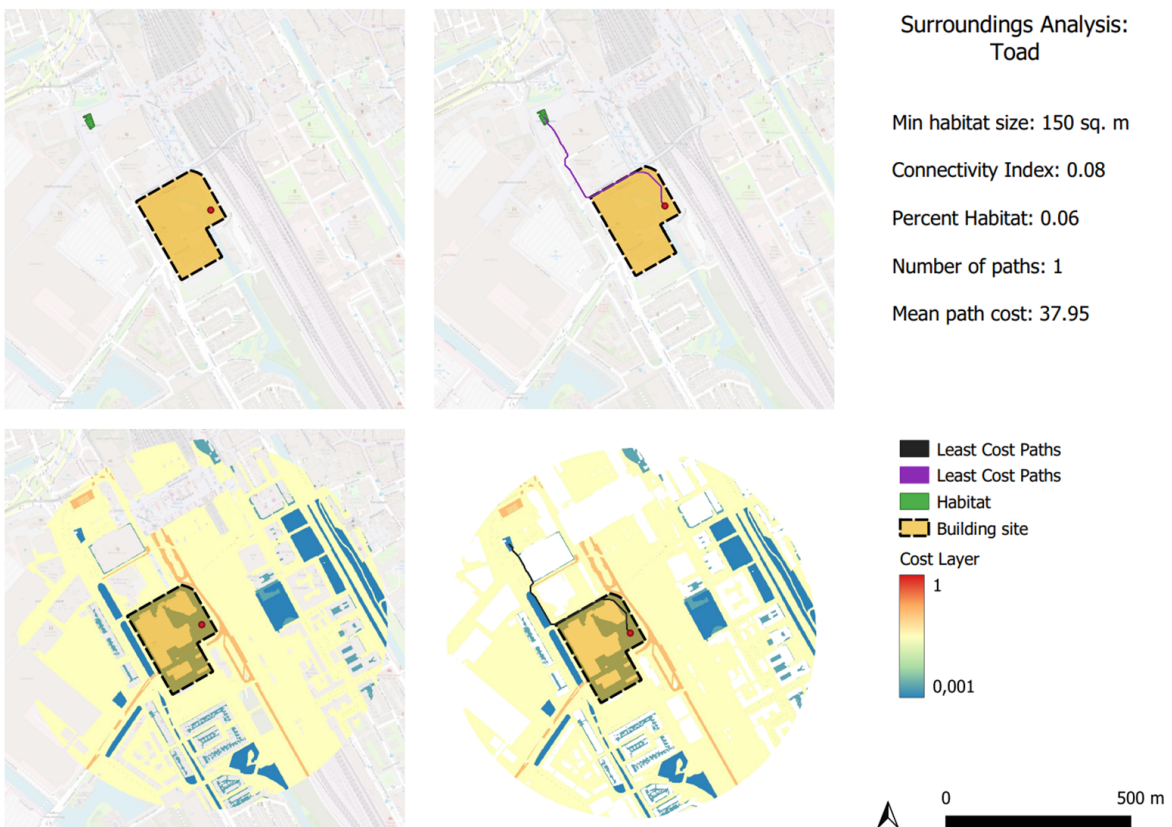 Surroundings Analysis:
Toad
Min habitat size: 150 sq. m
Connectivity Index: 0.08
Percent Habitat: 0.06
Number of paths: 1
Mean path cost: 37.95
Least Cost Paths
Least Cost Paths
Habitat
Building site
Cost Layer
1
0,001
0
500 m